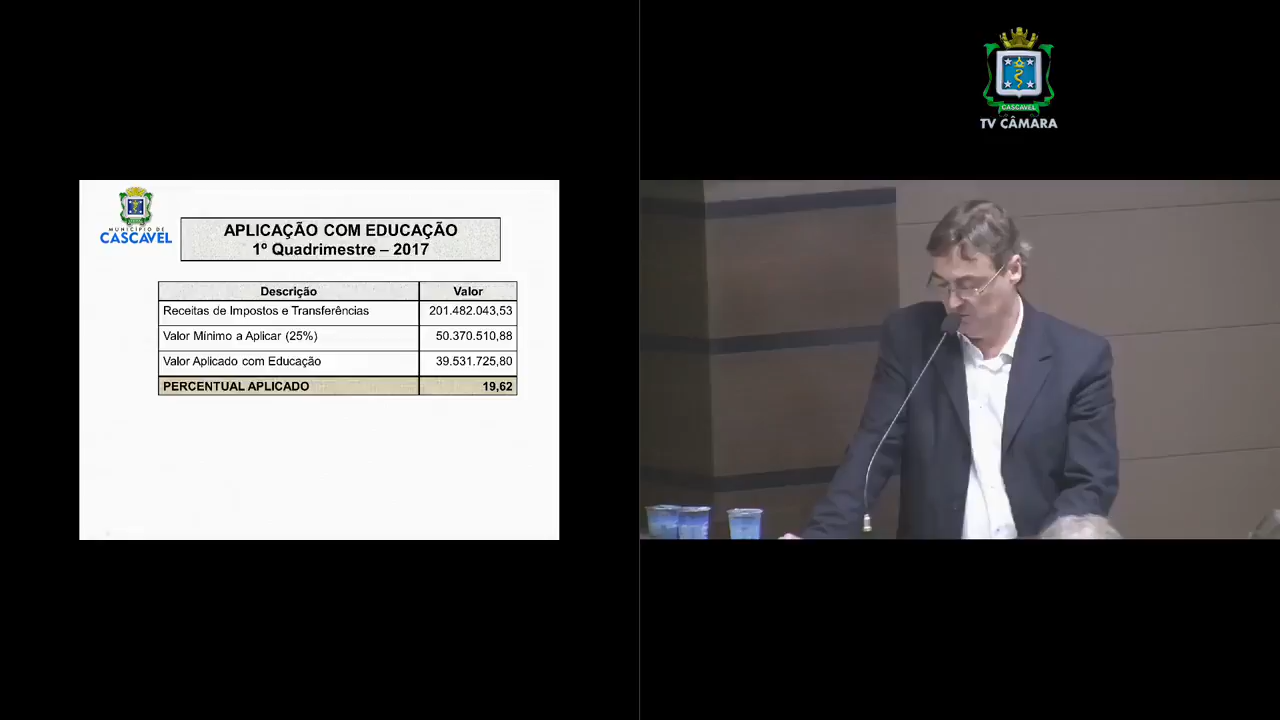 MUNICÍPIO DE
CASCAVEL
APLICAÇÃO COM EDUCAÇÃO
1º Quadrimestre – 2017
Descrição Valor
Receitas de Impostos e Transferências 201.482.043,53
Valor Mínimo a Aplicar (25%) 50.370.510,88
Valor Aplicado com Educação 39.531.725,80
PERCENTUAL APLICADO 19,62
CASCAVEL
TV CÂMARA